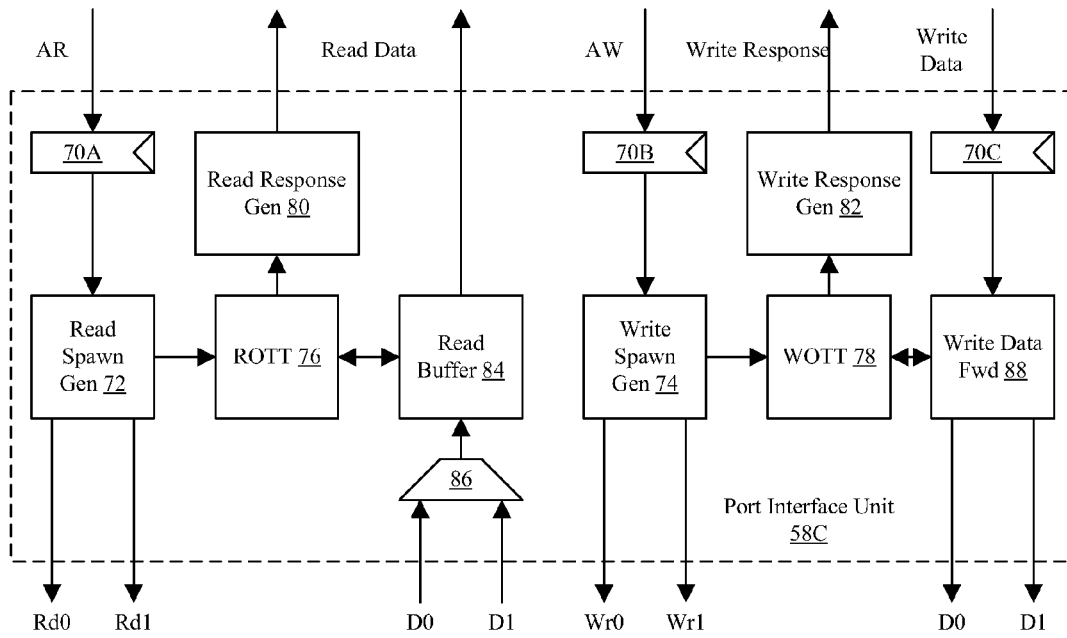 AR
Read Data
AW
Write Response
Write
Data
70A
70B
70C
Read Response
Gen 80
Write Response
Gen 82
Read
Spawn
Gen 72
ROTT 76
Read
Buffer 84
Write
Spawn
Gen 74
WOTT 78
Write Data
Fwd 88
86
Port Interface Unit
58C
Rd0
Rd1
D0
D1
Wr0
Wr1
D0
D1